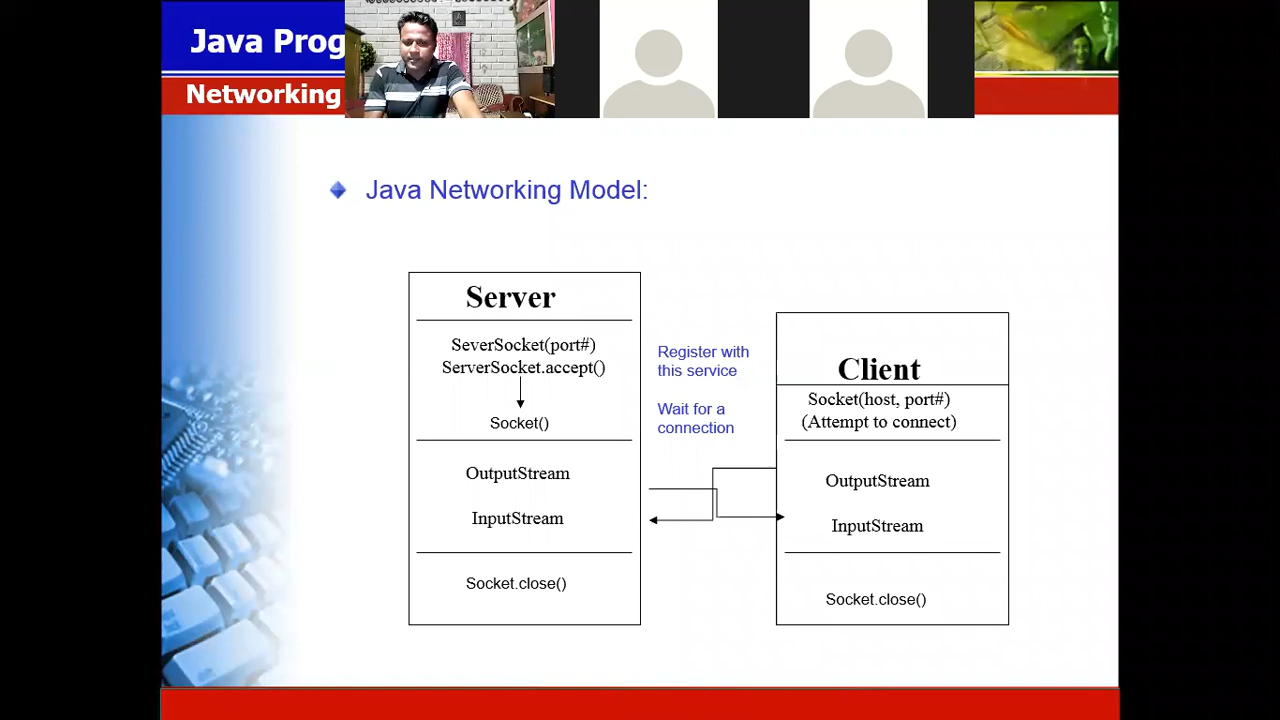 Java Prog
Networking
Java Networking Model:
Server
SeverSocket(port#)
ServerSocket.accept()
Socket()
OutputStream
InputStream
Socket.close()
Register with
this service
Wait for a
connection
Client
Socket(host, port#)
(Attempt to connect)
OutputStream
InputStream
Socket.close()